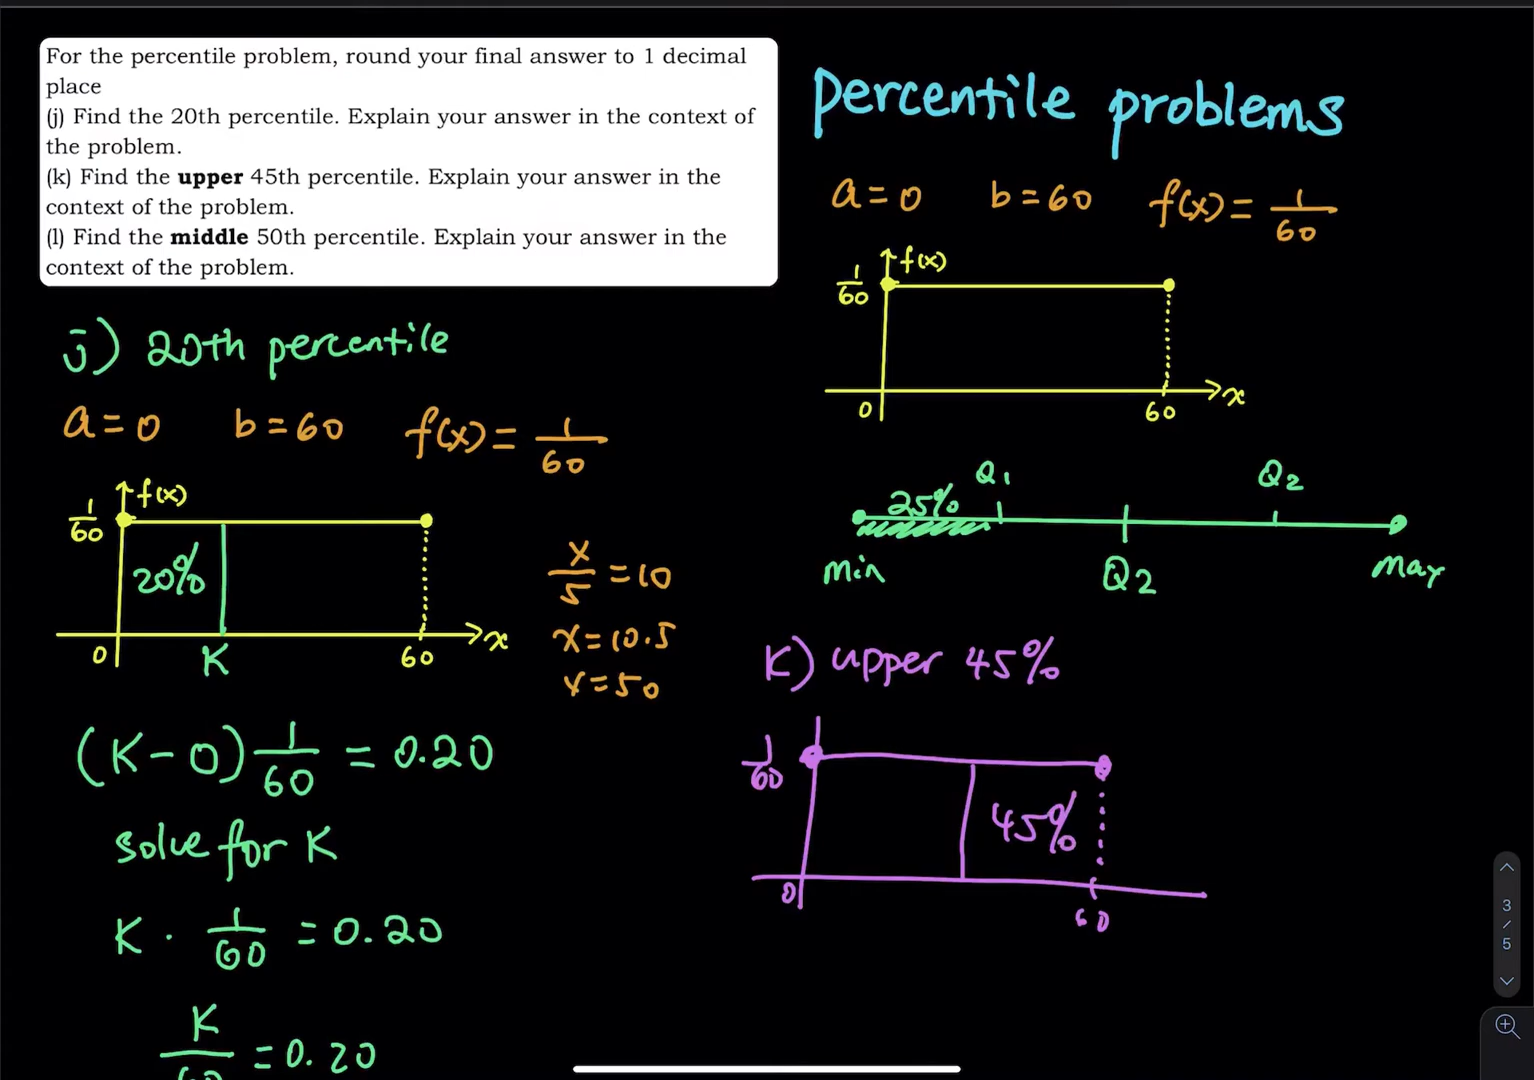 For the percentile problem, round your final answer to 1 decimal
place
(j) Find the 20th percentile. Explain your answer in the context of
the problem.
(k) Find the upper 45th percentile. Explain your answer in the
context of the problem.
(l) Find the middle 50th percentile. Explain your answer in the
context of the problem.
percentile problems
a=0 b=60 f(x)= 1/60
f(x)
1/60
0 60 x
j) 20th percentile
a=0 b=60 f(x)= 1/60
f(x)
1/60
20%
0 K 60 x
x/5 =10
x=10.5
x=50
(K-0) 1/60 = 0.20
solve for K
K · 1/60 = 0.20
K/60 =0.20
Q1 Q2
25%
min Q2 max
K) upper 45%
1/60
45%
0 60
3
/
5